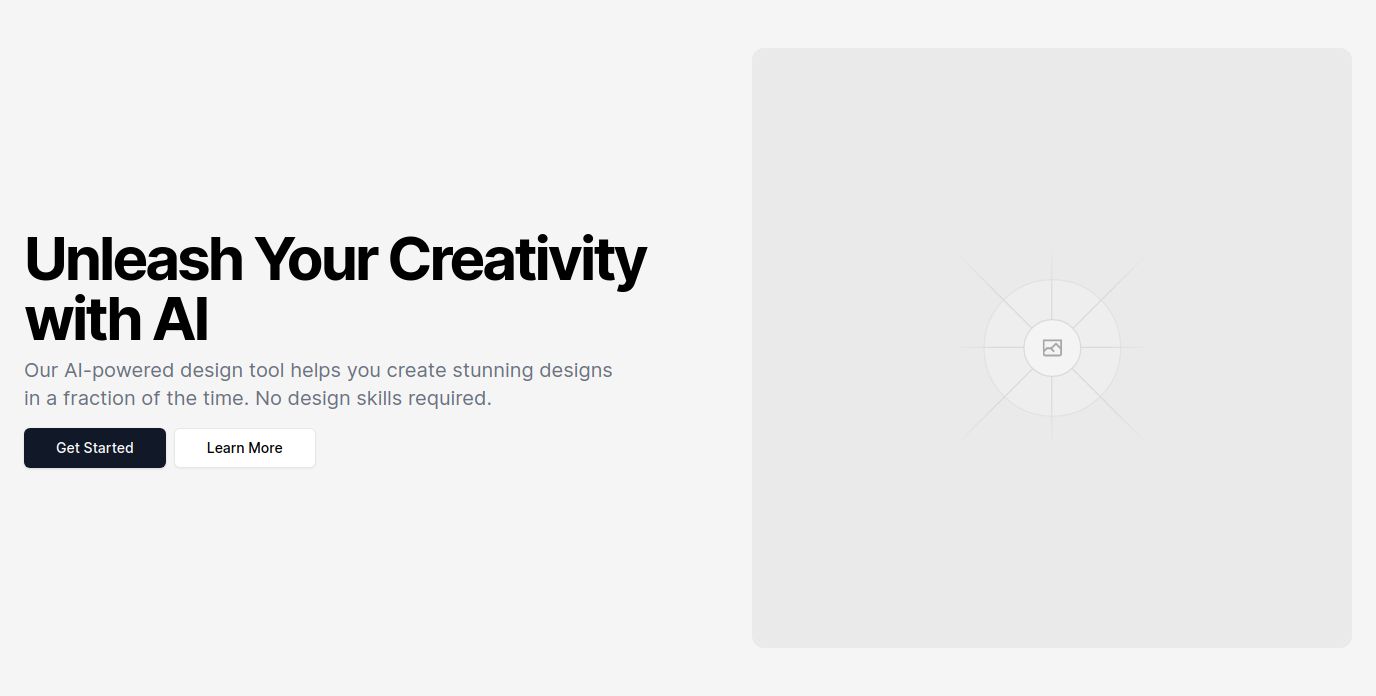 Unleash Your Creativity
with AI
Our AI-powered design tool helps you create stunning designs
in a fraction of the time. No design skills required.
Get Started
Learn More